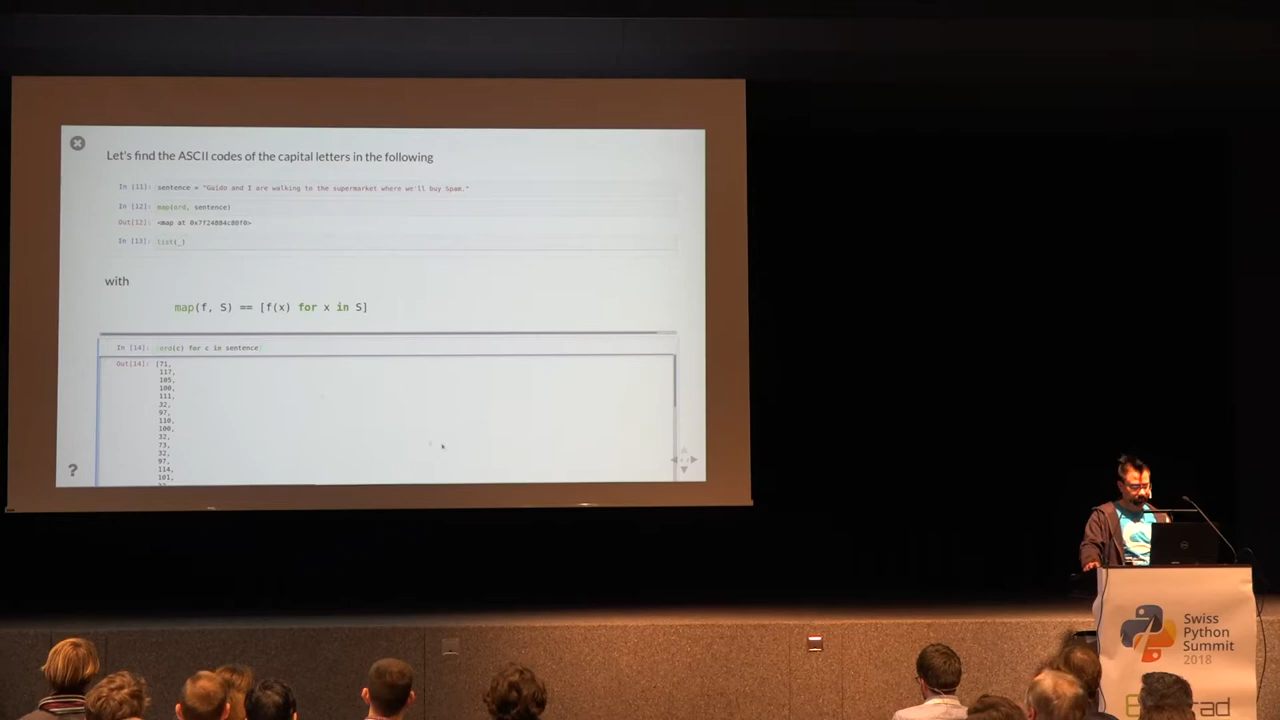 Let's find the ASCII codes of the capital letters in the following
In [11]: sentence = "Guido and I are walking to the supermarket where we'll buy Spam."
In [12]: map(ord, sentence)
Out[12]: <map at 0x7f24884c80f0>
In [13]: list(_)
with
map(f, S) == [f(x) for x in S]
In [14]: [ord(c) for c in sentence]
Out[14]: [71,
117,
105,
100,
111,
32,
97,
110,
100,
32,
73,
32,
97,
114,
101,
?
Swiss
Python
Summit
2018